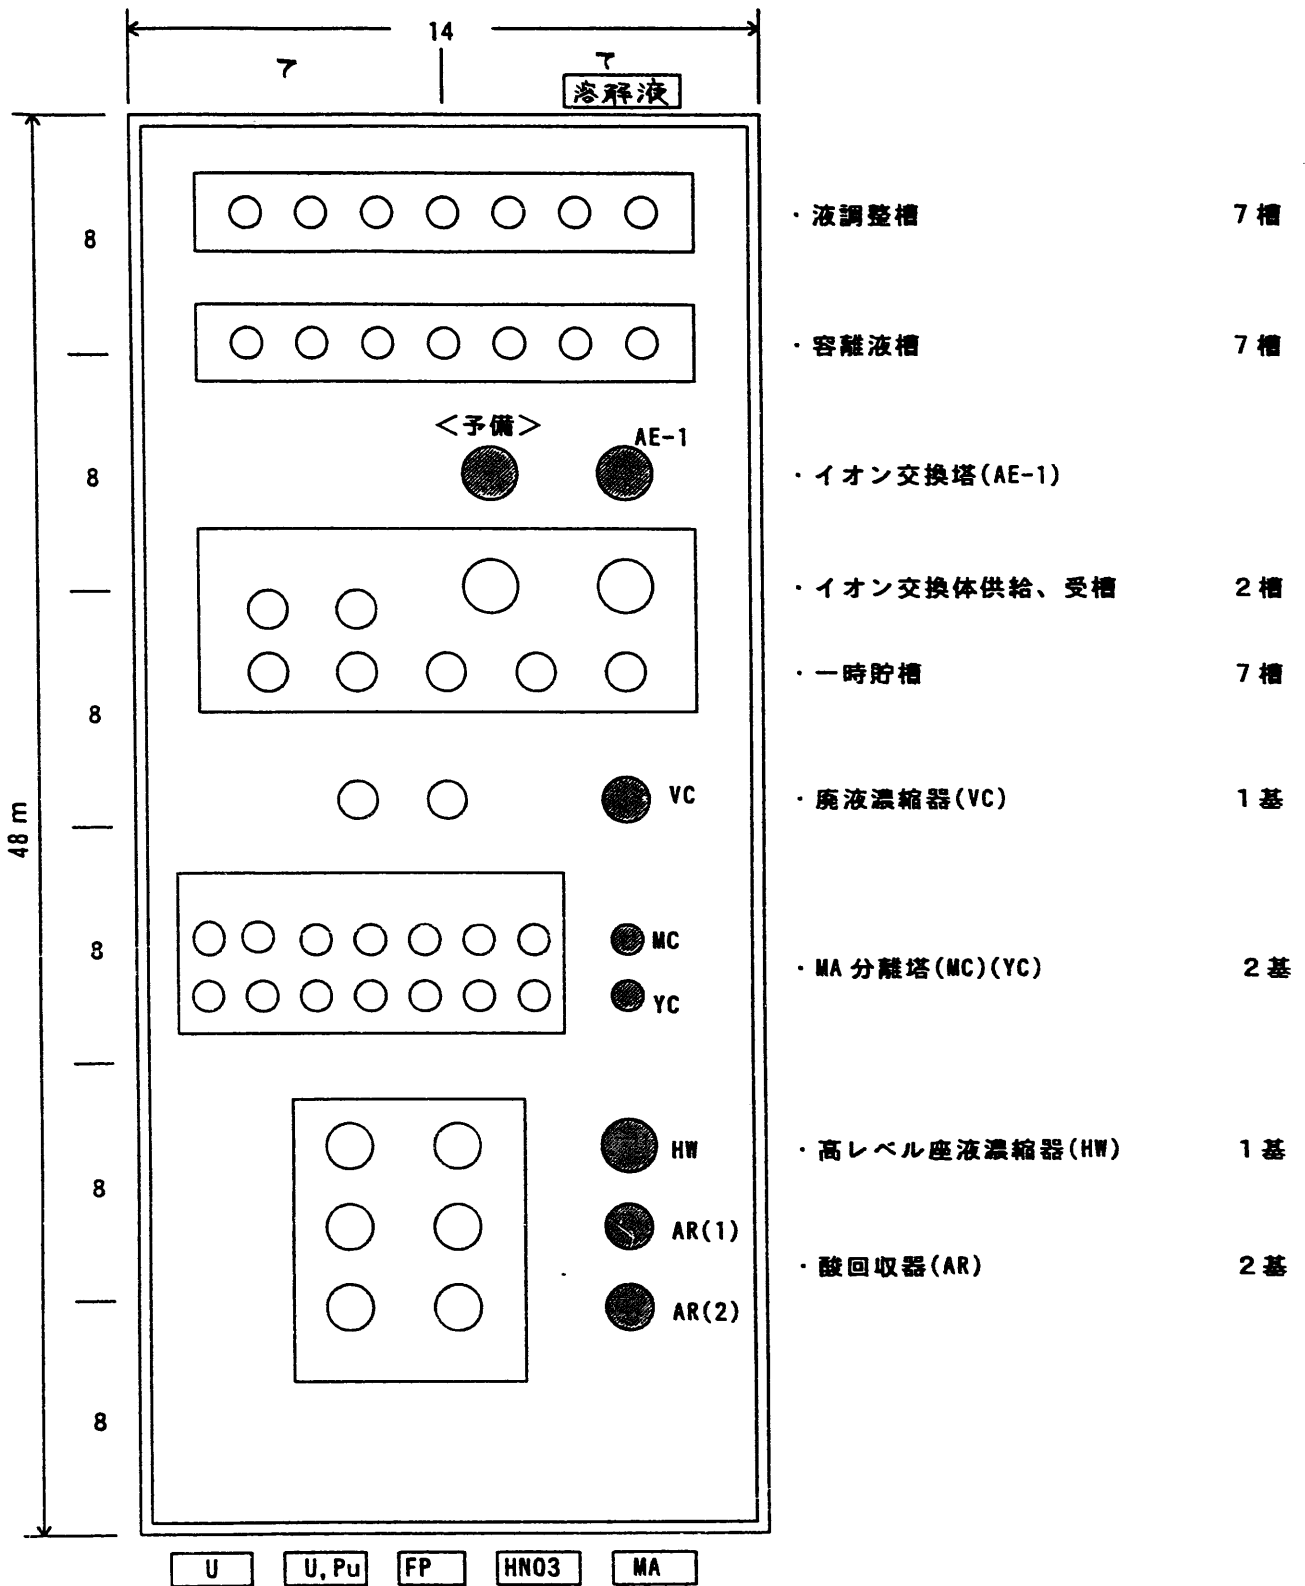 14
7 7
溶解液
・液調整槽 7槽
8
・容離液槽 7槽
<予備> AE-1
8
・イオン交換塔(AE-1)
・イオン交換体供給、受槽 2槽
・一時貯槽 7槽
8
VC
・廃液濃縮器(VC) 1基
48 m
8
MC
・MA分離塔(MC)(YC) 2基
YC
HW
・高レベル座液濃縮器(HW) 1基
8
AR(1)
・酸回収器(AR) 2基
AR(2)
8
U U,Pu FP HNO3 MA